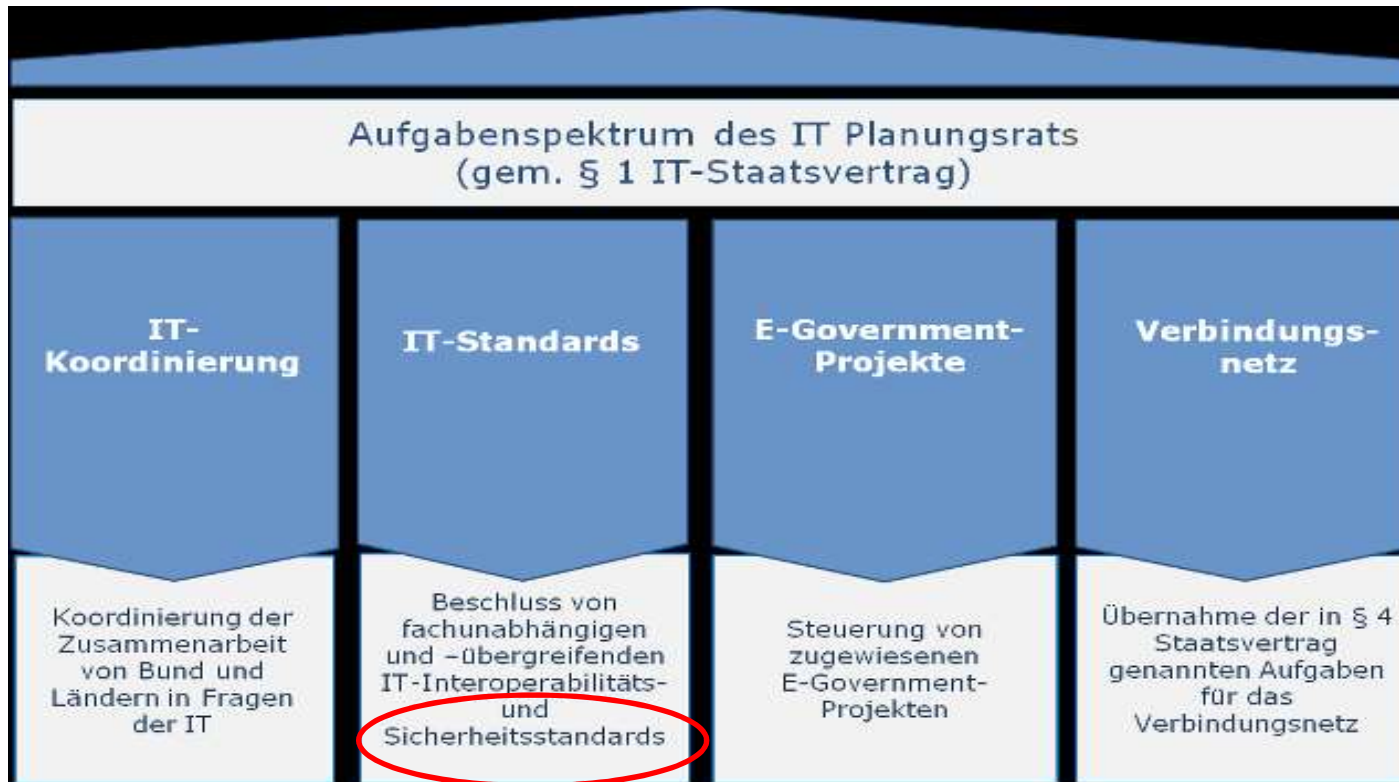 Aufgabenspektrum des IT Planungsrats
(gem. § 1 IT-Staatsvertrag)
IT-
Koordinierung
Koordinierung der
Zusammenarbeit
von Bund und
Ländern in Fragen
der IT
IT-Standards
Beschluss von
fachunabhängigen
und –übergreifenden
IT-Interoperabilitäts-
und
Sicherheitsstandards
E-Government-
Projekte
Steuerung von
zugewiesenen
E-Government-
Projekten
Verbindungs-
netz
Übernahme der in § 4
Staatsvertrag
genannten Aufgaben
für das
Verbindungsnetz